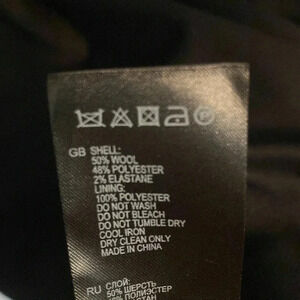 GB SHELL:
50% WOOL
48% POLYESTER
2% ELASTANE
LINING:
100% POLYESTER
DO NOT WASH
DO NOT BLEACH
DO NOT TUMBLE DRY
COOL IRON
DRY CLEAN ONLY
MADE IN CHINA
RU СЛОЙ:
50% ШЕРСТЬ
ПОЛИЭСТЕР